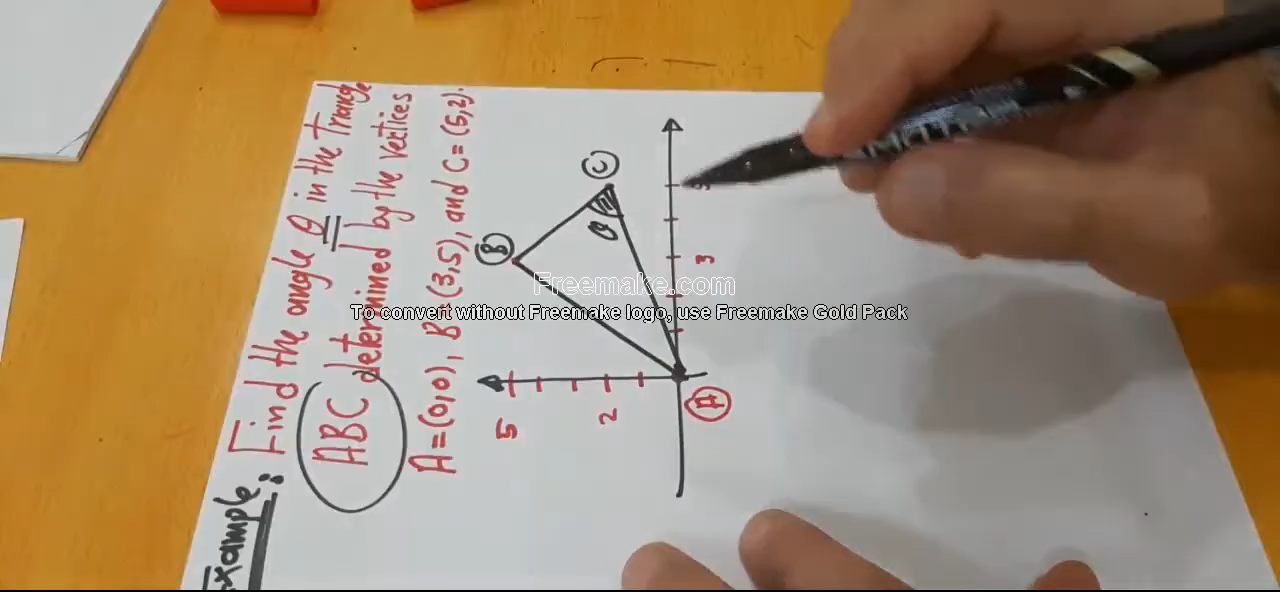 Example: Find the angle θ in the triangle
ABC determined by the vertices
A=(0,0), B=(3,5), and C=(5,2).
B
C
θ
5
2
3
5
A
Freemake.com
To convert without Freemake logo, use Freemake Gold Pack